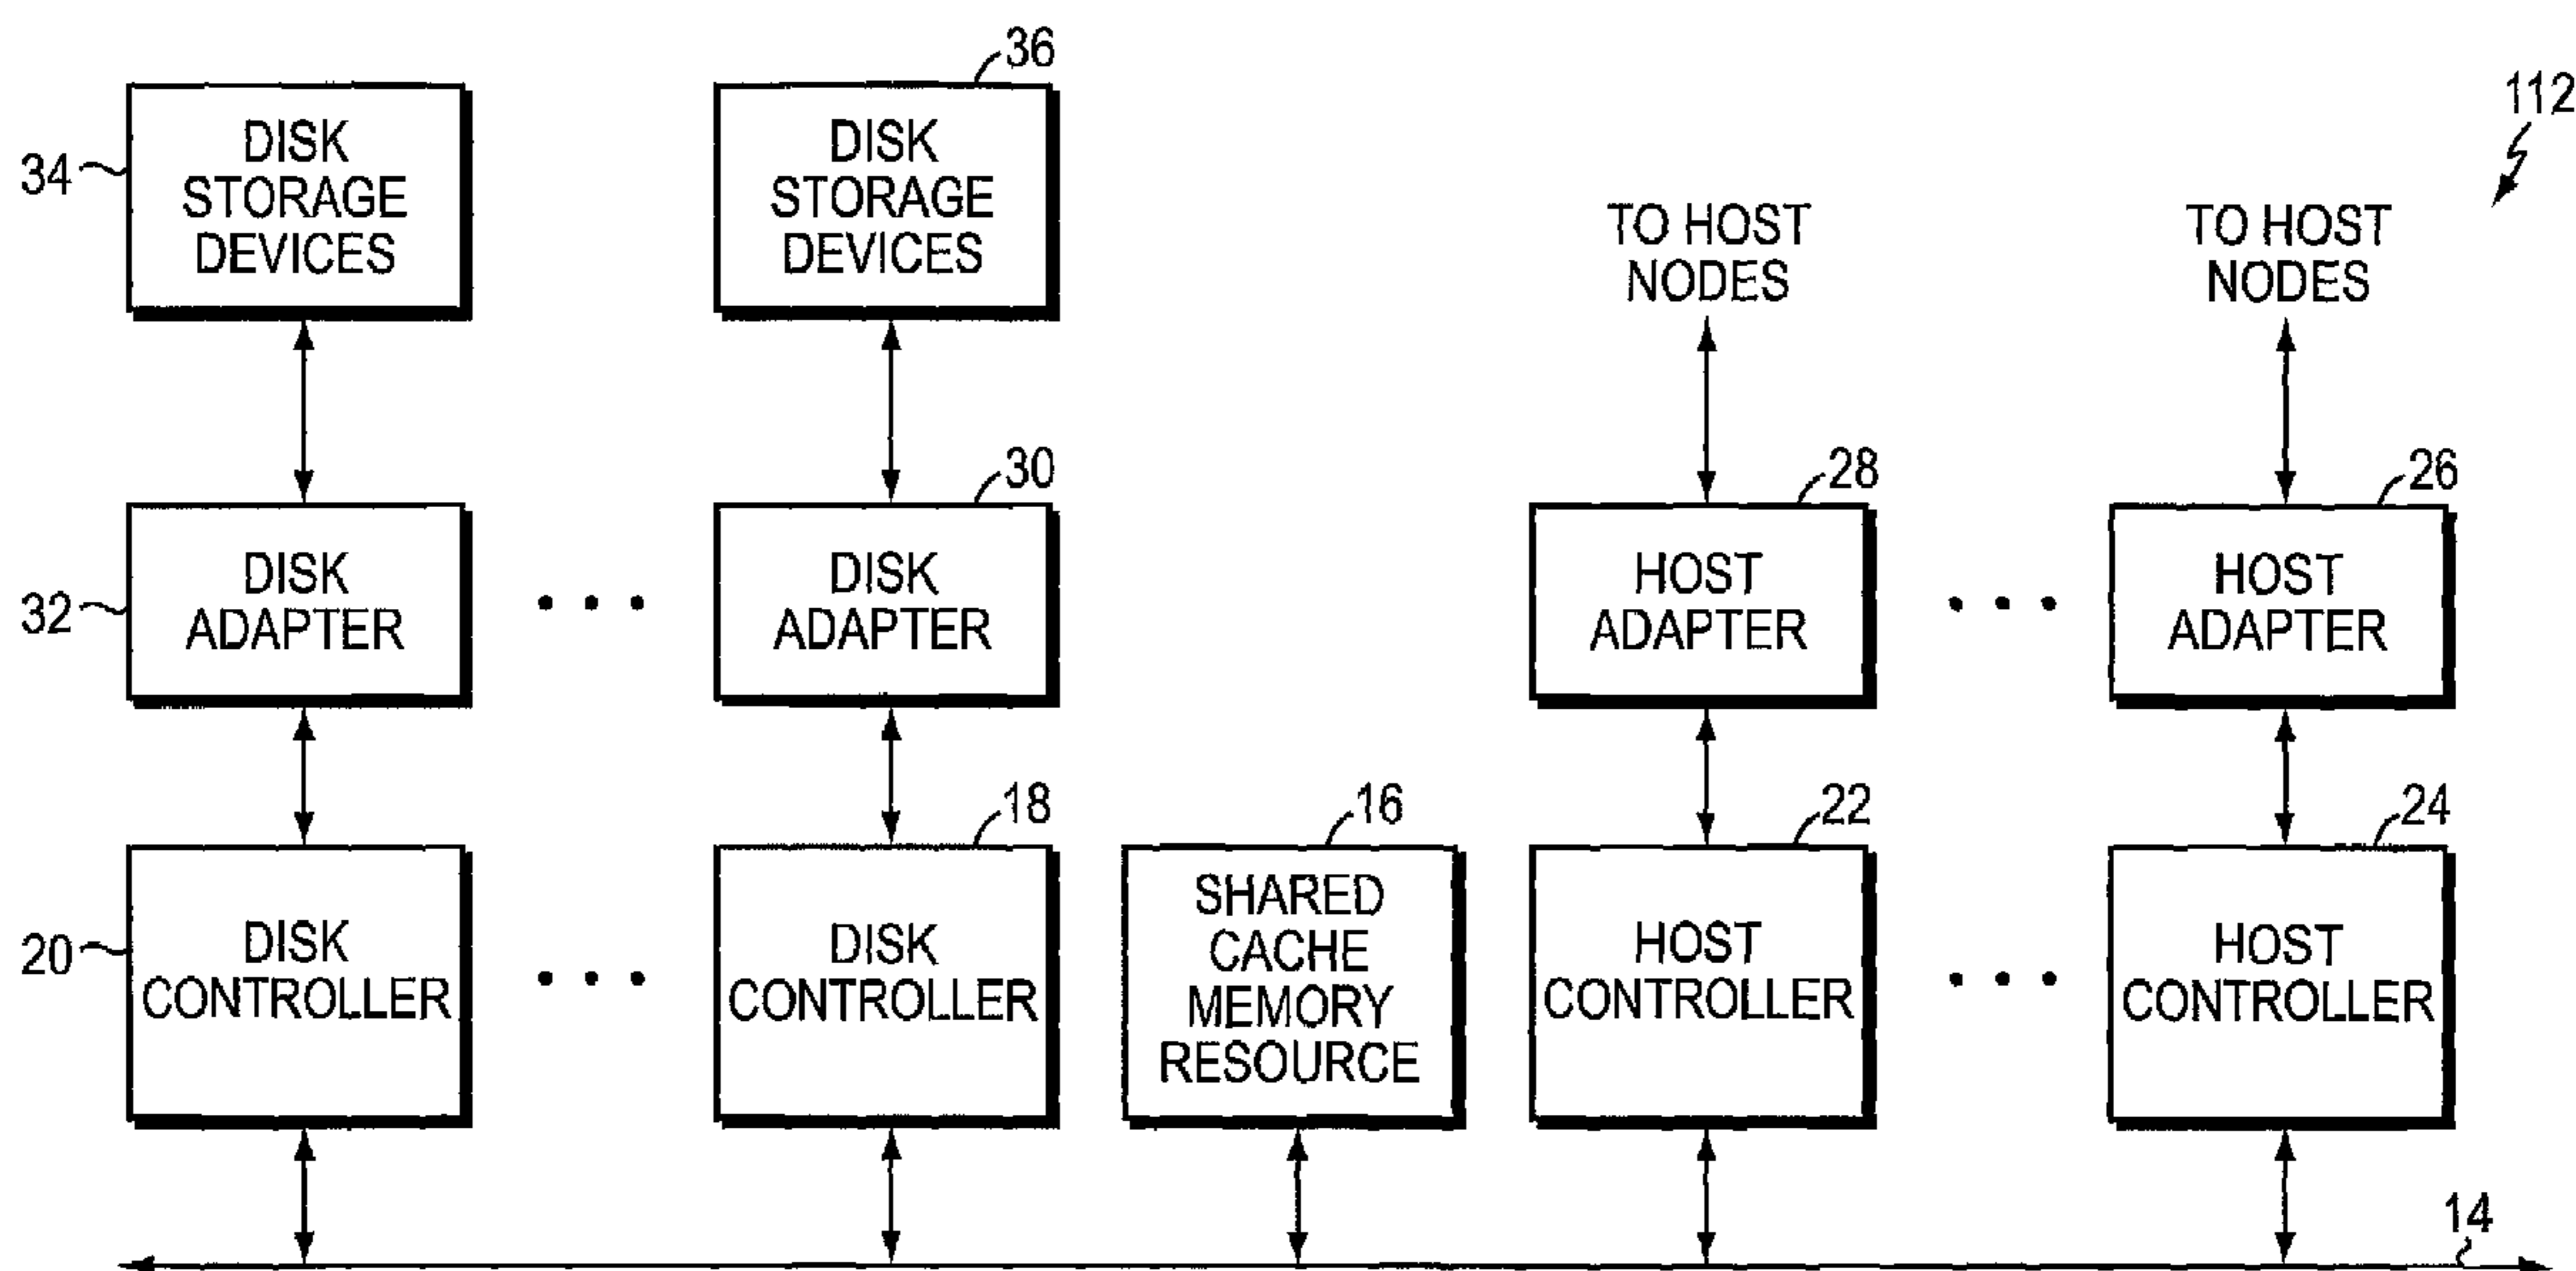 36
112
34
DISK
STORAGE
DEVICES
DISK
STORAGE
DEVICES
TO HOST
NODES
TO HOST
NODES
30
28
26
32
DISK
ADAPTER
DISK
ADAPTER
HOST
ADAPTER
HOST
ADAPTER
18
16
22
24
20
DISK
CONTROLLER
DISK
CONTROLLER
SHARED
CACHE
MEMORY
RESOURCE
HOST
CONTROLLER
HOST
CONTROLLER
14